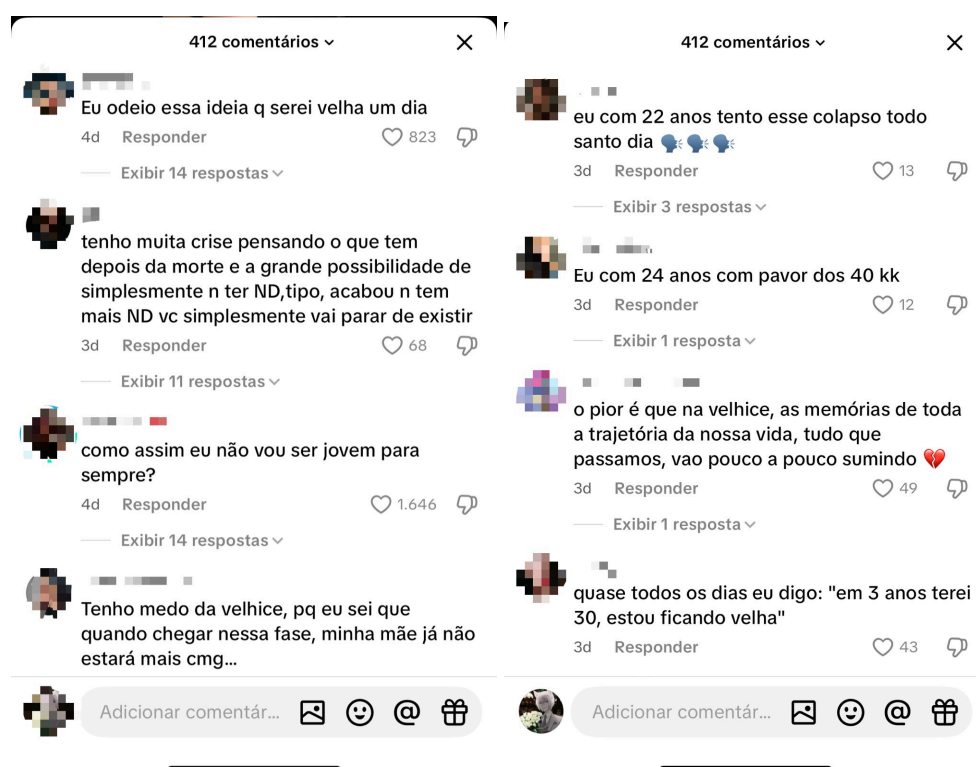 412 comentários
Eu odeio essa ideia q serei velha um dia
4d Responder 823
Exibir 14 respostas
tenho muita crise pensando o que tem
depois da morte e a grande possibilidade de
simplesmente n ter ND,tipo, acabou n tem
mais ND vc simplesmente vai parar de existir
3d Responder 68
Exibir 11 respostas
como assim eu não vou ser jovem para
sempre?
4d Responder 1.646
Exibir 14 respostas
Tenho medo da velhice, pq eu sei que
quando chegar nessa fase, minha mãe já não
estará mais cmg...
Adicionar comentár...
412 comentários
eu com 22 anos tento esse colapso todo
santo dia 🗣️🗣️🗣️
3d Responder 13
Exibir 3 respostas
Eu com 24 anos com pavor dos 40 kk
3d Responder 12
Exibir 1 resposta
o pior é que na velhice, as memórias de toda
a trajetória da nossa vida, tudo que
passamos, vao pouco a pouco sumindo 💔
3d Responder 49
Exibir 1 resposta
quase todos os dias eu digo: "em 3 anos terei
30, estou ficando velha"
3d Responder 43
Adicionar comentár...